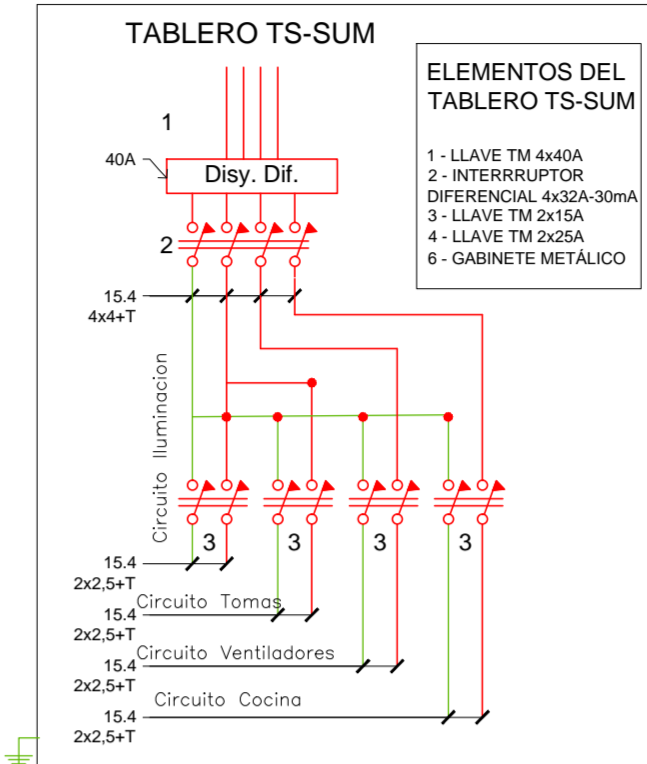 TABLERO TS-SUM
ELEMENTOS DEL
TABLERO TS-SUM
1 - LLAVE TM 4x40A
2 - INTERRRUPTOR
DIFERENCIAL 4x32A-30mA
3 - LLAVE TM 2x15A
4 - LLAVE TM 2x25A
6 - GABINETE METÁLICO
1
40A
Disy. Dif.
2
15.4
4x4+T
Circuito Iluminacion
3
3
3
3
15.4
2x2,5+T
Circuito Tomas
15.4
2x2,5+T
Circuito Ventiladores
15.4
2x2,5+T
Circuito Cocina
15.4
2x2,5+T